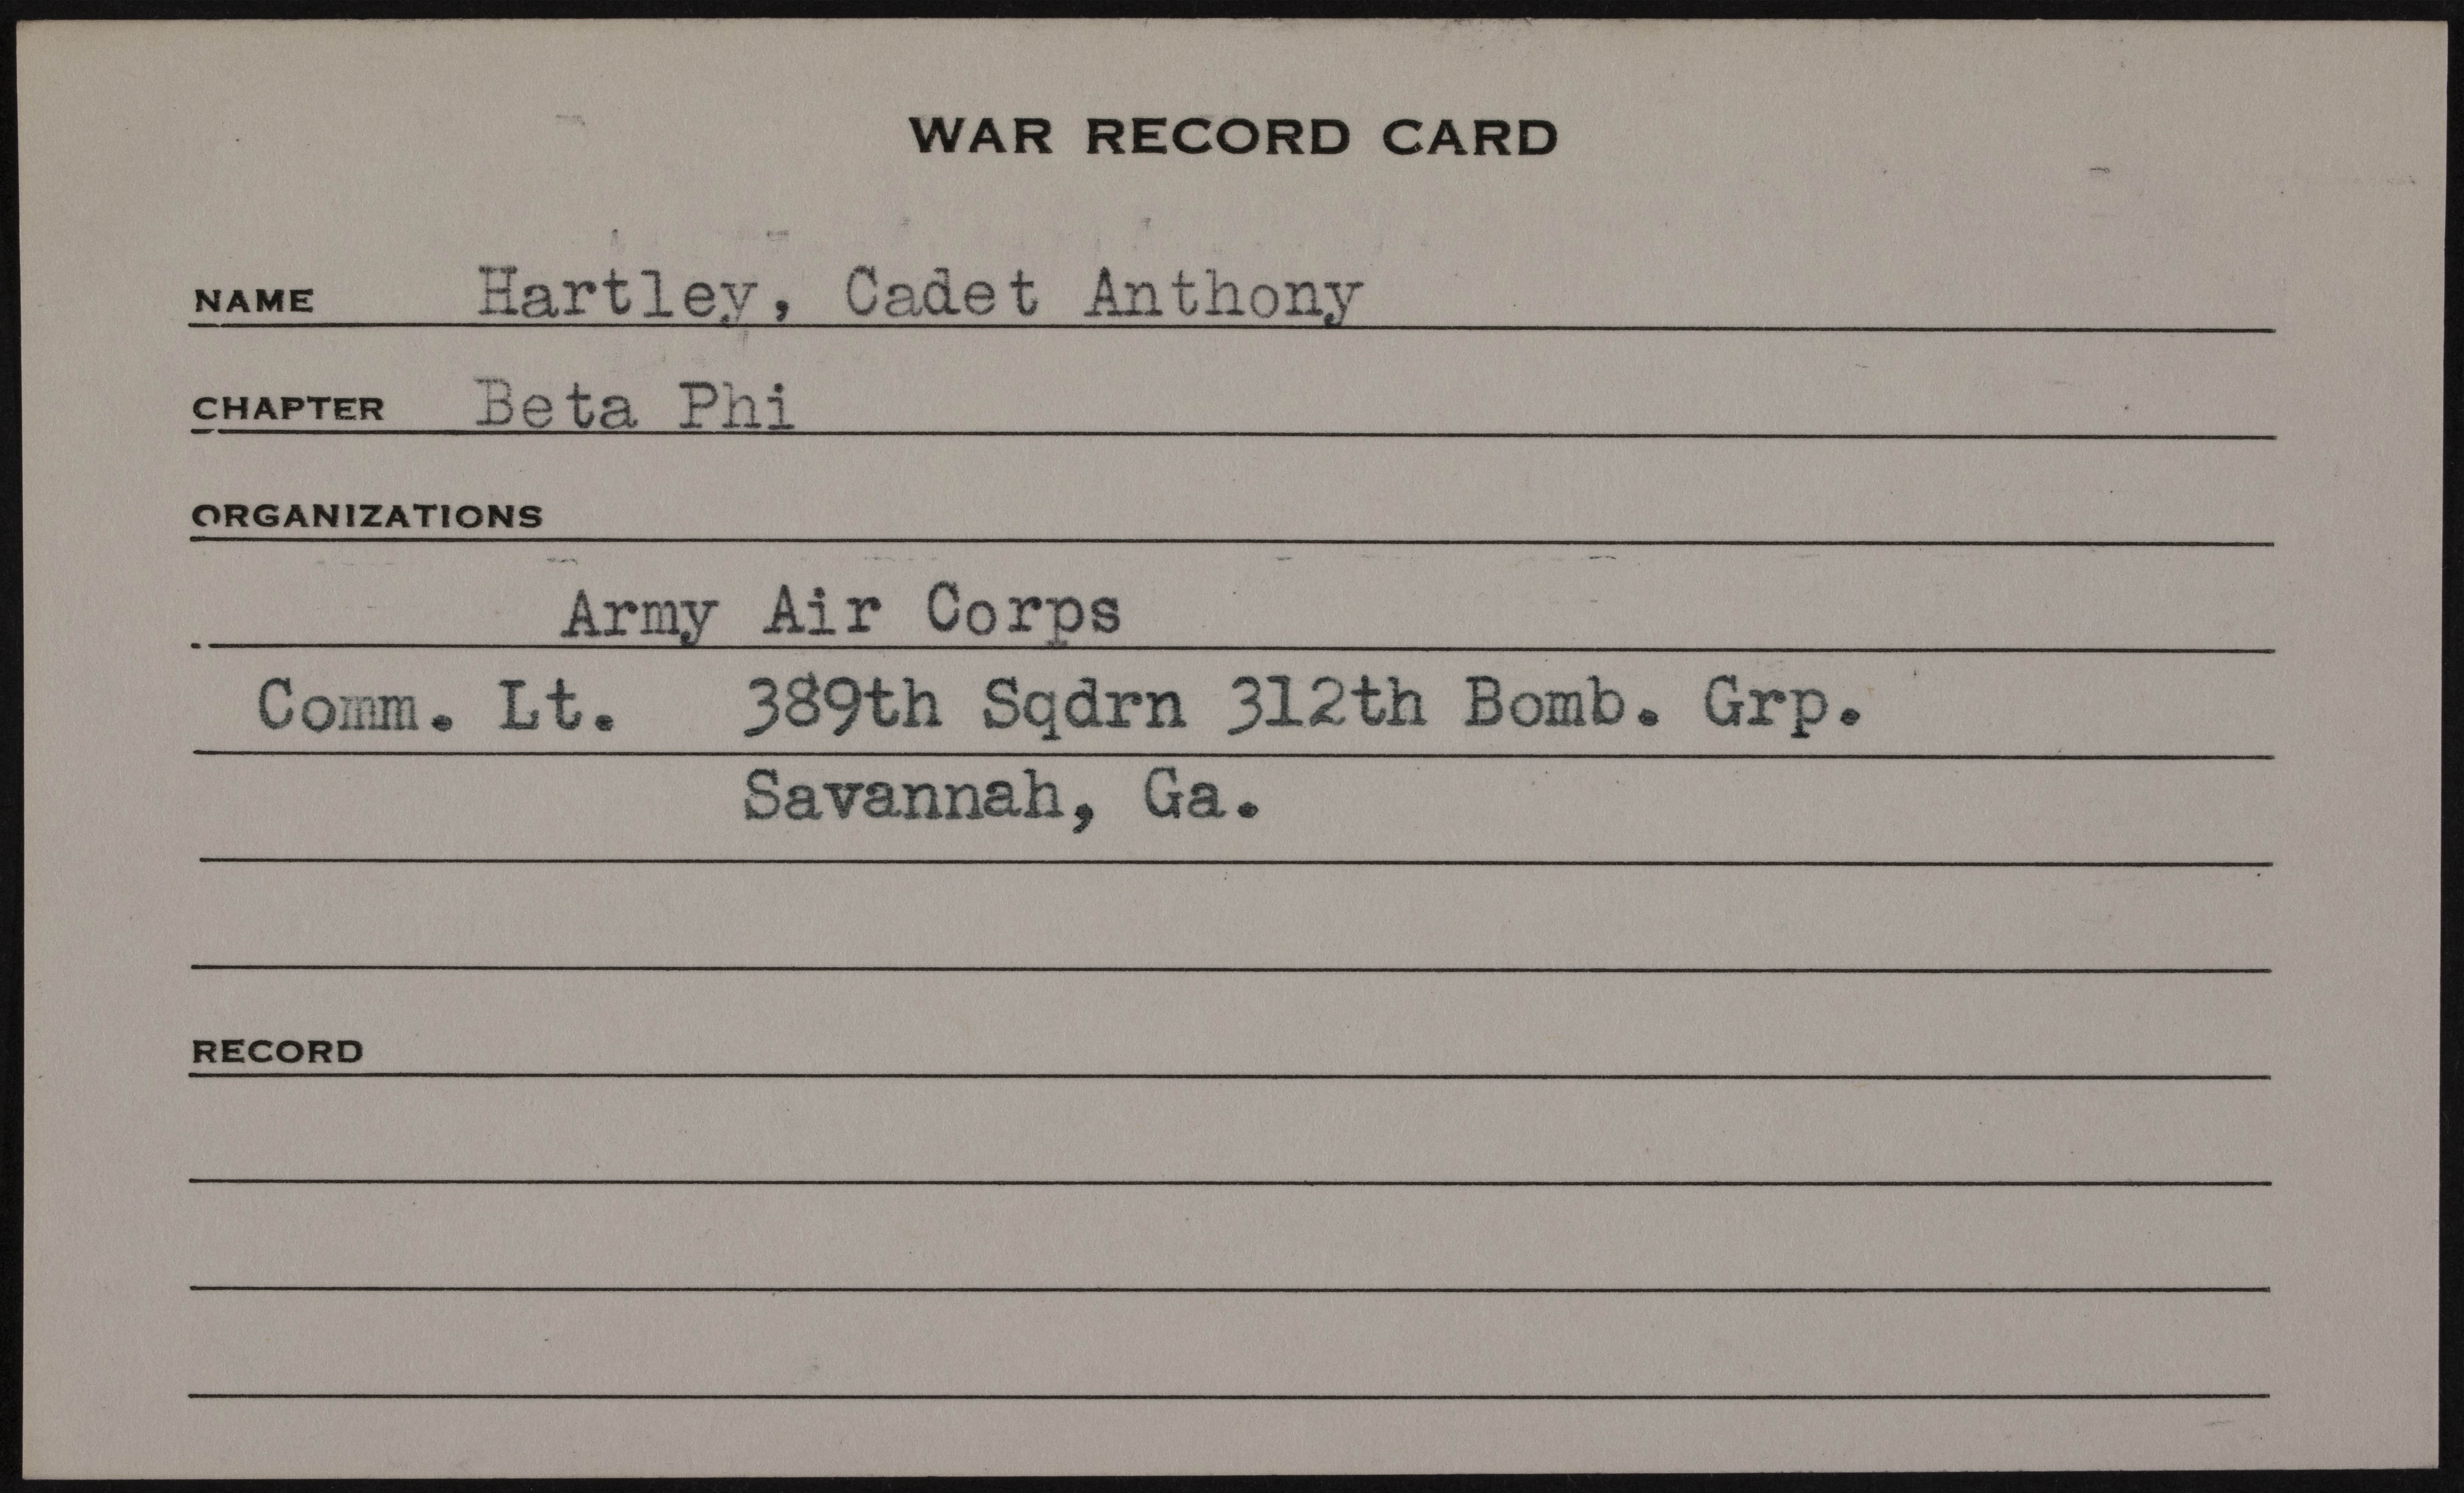 WAR RECORD CARD
NAME Hartley, Cadet Anthony
CHAPTER Beta Phi
ORGANIZATIONS
Army Air Corps
Comm. Lt. 389th Sqdrn 312th Bomb. Grp.
Savannah, Ga.
RECORD